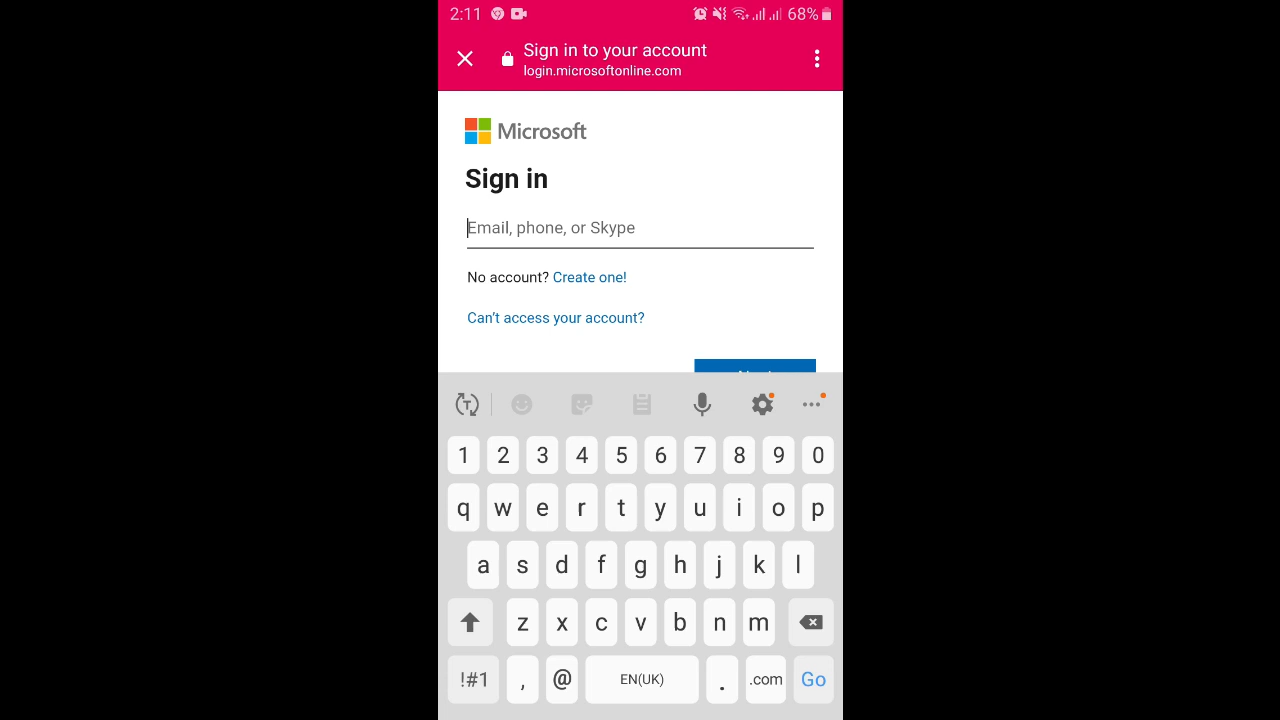 2:11 68%
Sign in to your account
login.microsoftonline.com
Microsoft
Sign in
Email, phone, or Skype
No account? Create one!
Can't access your account?
1 2 3 4 5 6 7 8 9 0
q w e r t y u i o p
a s d f g h j k l
z x c v b n m
!#1 , @ EN(UK) . .com Go